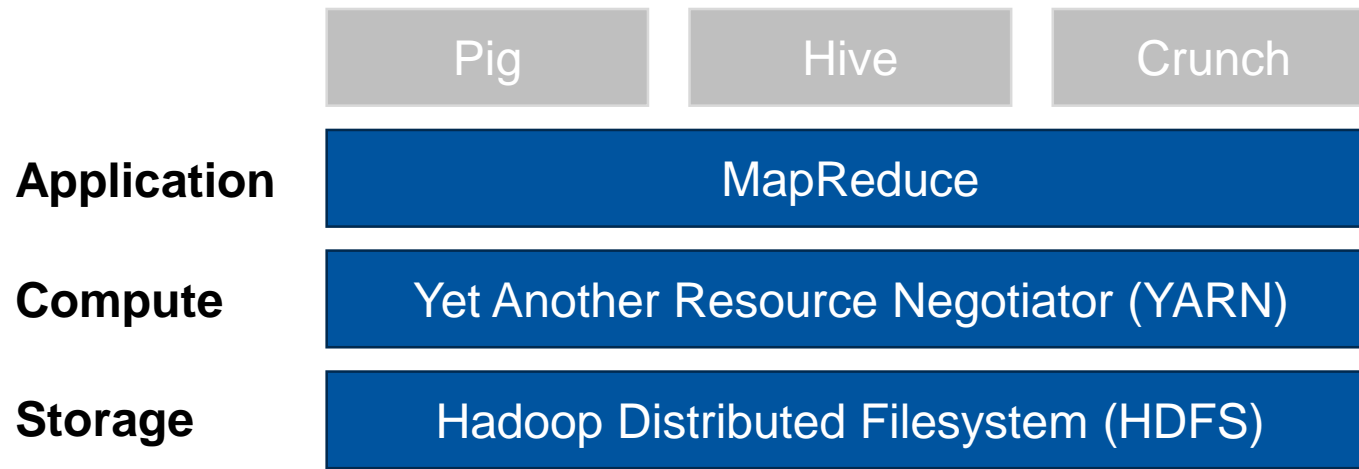 Pig Hive Crunch
Application MapReduce
Compute Yet Another Resource Negotiator (YARN)
Storage Hadoop Distributed Filesystem (HDFS)